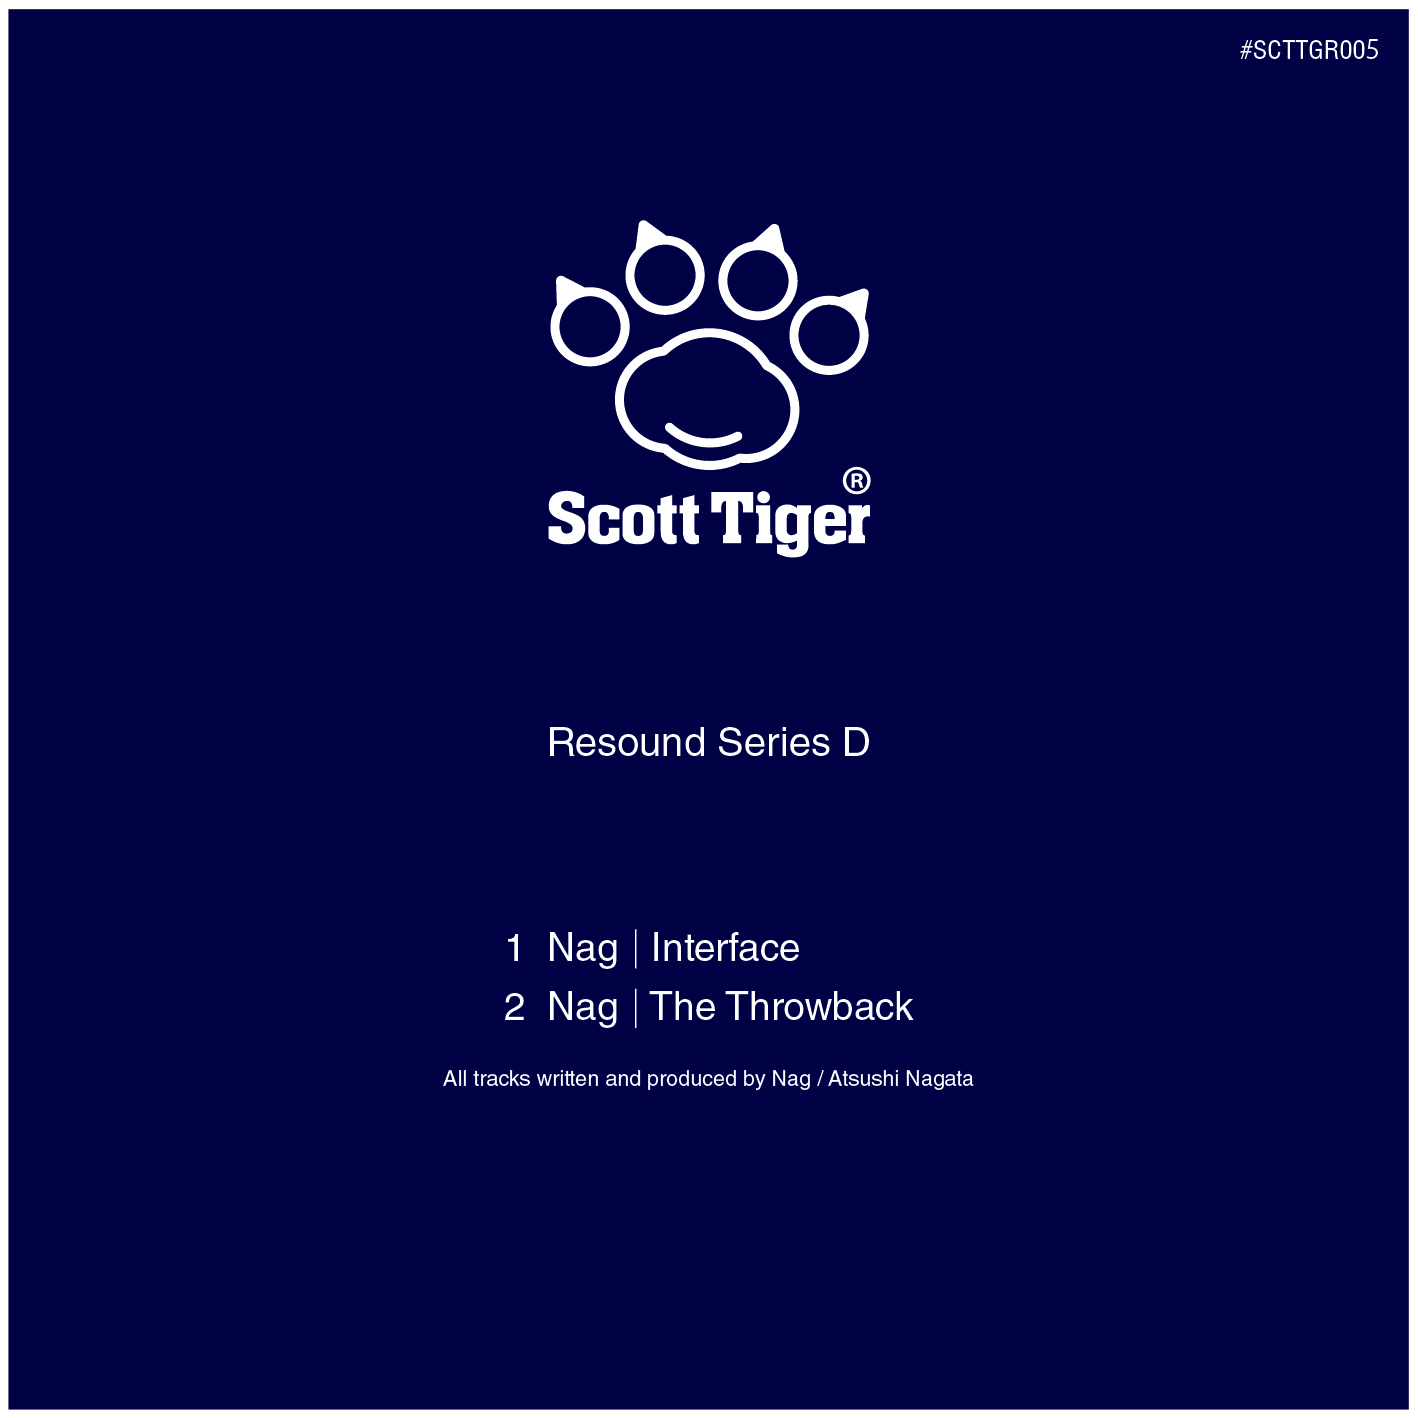 #SCTTGR005
Scott Tiger®
Resound Series D
1 Nag | Interface
2 Nag | The Throwback
All tracks written and produced by Nag / Atsushi Nagata